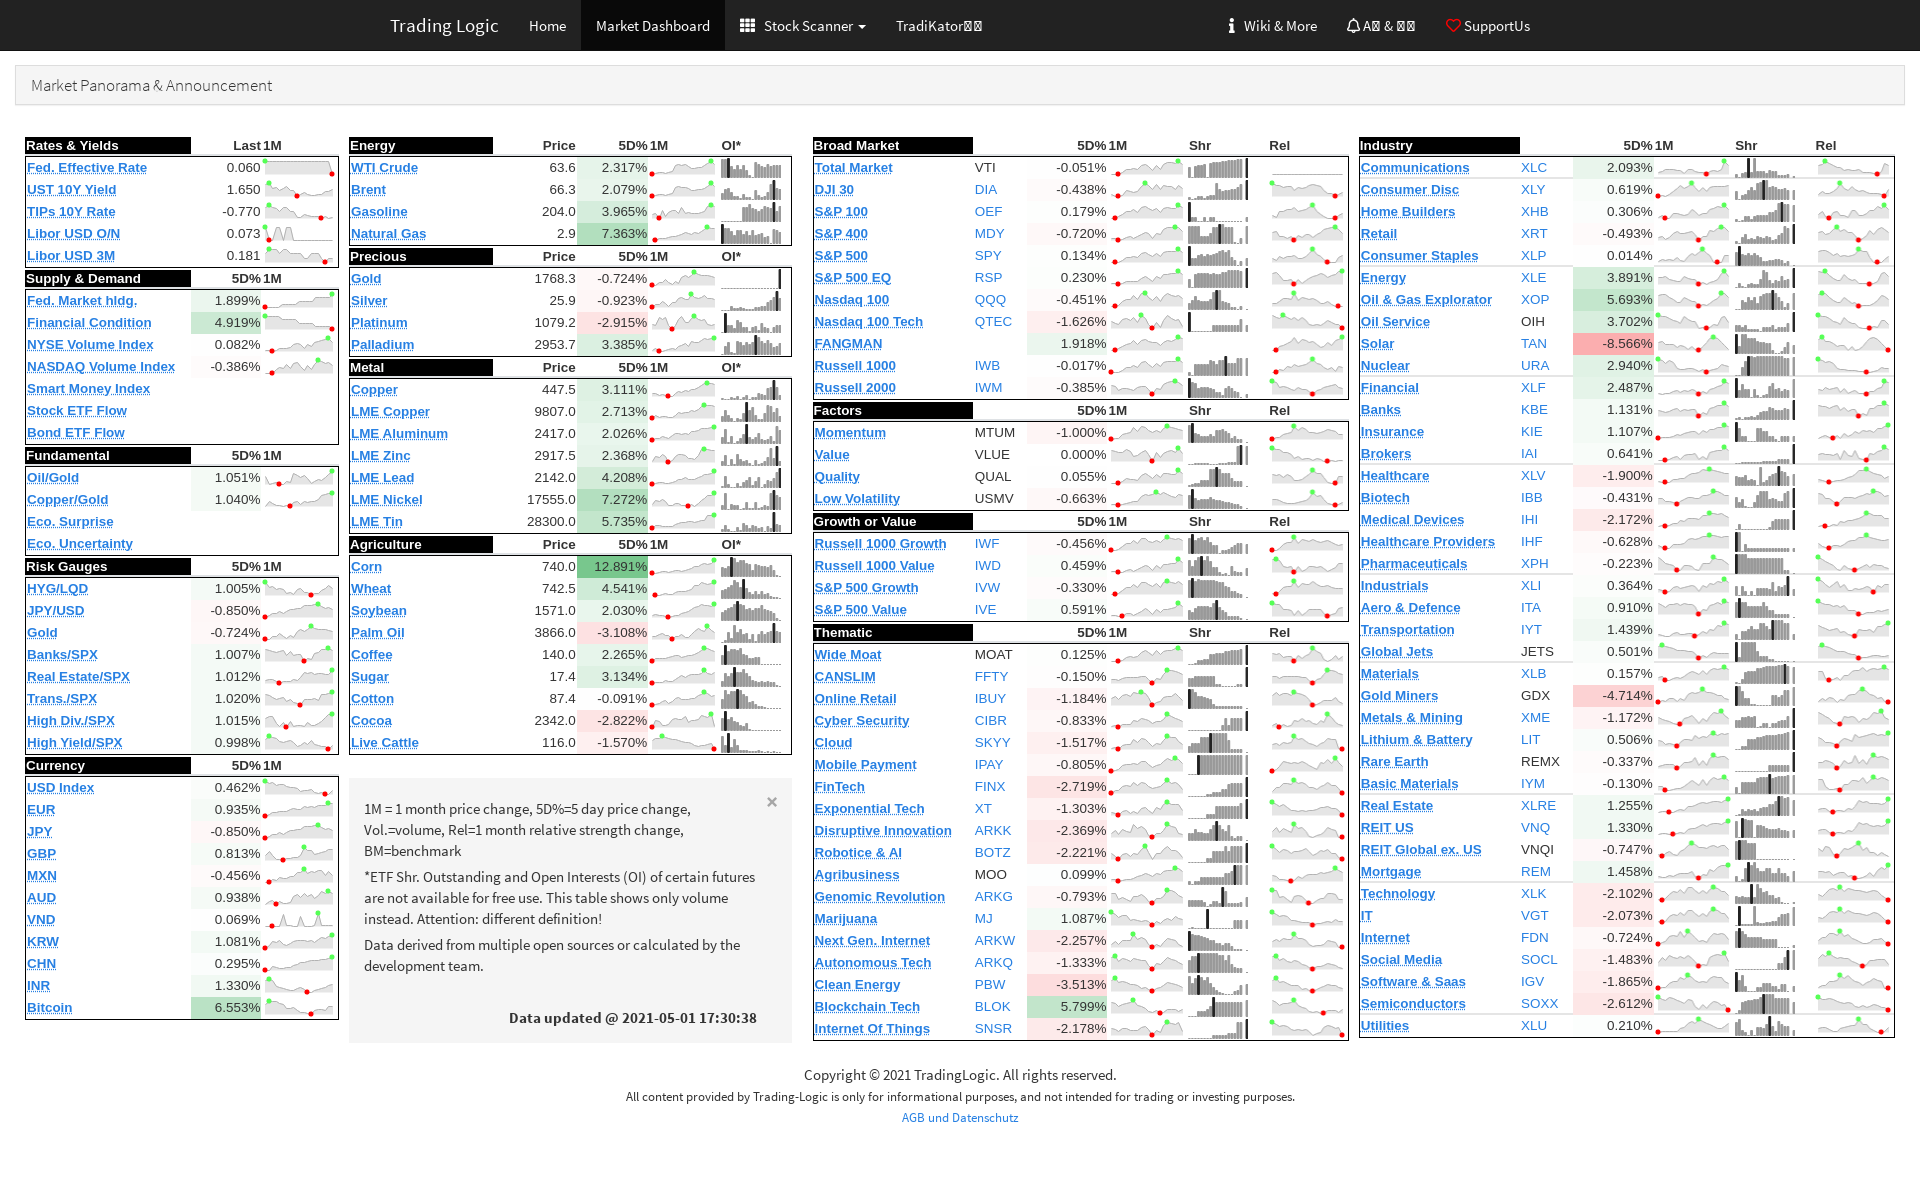 Trading Logic Home Market Dashboard Stock Scanner TradiKator Wiki & More A & SupportUs
Market Panorama & Announcement
Rates & Yields Last 1M
Fed. Effective Rate 0.060
UST 10Y Yield 1.650
TIPs 10Y Rate -0.770
Libor USD O/N 0.073
Libor USD 3M 0.181
Supply & Demand 5D% 1M
Fed. Market hldg. 1.899%
Financial Condition 4.919%
NYSE Volume Index 0.082%
NASDAQ Volume Index -0.386%
Smart Money Index
Stock ETF Flow
Bond ETF Flow
Fundamental 5D% 1M
Oil/Gold 1.051%
Copper/Gold 1.040%
Eco. Surprise
Eco. Uncertainty
Risk Gauges 5D% 1M
HYG/LQD 1.005%
JPY/USD -0.850%
Gold -0.724%
Banks/SPX 1.007%
Real Estate/SPX 1.012%
Trans./SPX 1.020%
High Div./SPX 1.015%
High Yield/SPX 0.998%
Currency 5D% 1M
USD Index 0.462%
EUR 0.935%
JPY -0.850%
GBP 0.813%
MXN -0.456%
AUD 0.938%
VND 0.069%
KRW 1.081%
CHN 0.295%
INR 1.330%
Bitcoin 6.553%
Energy Price 5D% 1M OI*
WTI Crude 63.6 2.317%
Brent 66.3 2.079%
Gasoline 204.0 3.965%
Natural Gas 2.9 7.363%
Precious Price 5D% 1M OI*
Gold 1768.3 -0.724%
Silver 25.9 -0.923%
Platinum 1079.2 -2.915%
Palladium 2953.7 3.385%
Metal Price 5D% 1M OI*
Copper 447.5 3.111%
LME Copper 9807.0 2.713%
LME Aluminum 2417.0 2.026%
LME Zinc 2917.5 2.368%
LME Lead 2142.0 4.208%
LME Nickel 17555.0 7.272%
LME Tin 28300.0 5.735%
Agriculture Price 5D% 1M OI*
Corn 740.0 12.891%
Wheat 742.5 4.541%
Soybean 1571.0 2.030%
Palm Oil 3866.0 -3.108%
Coffee 140.0 2.265%
Sugar 17.4 3.134%
Cotton 87.4 -0.091%
Cocoa 2342.0 -2.822%
Live Cattle 116.0 -1.570%
×
1M = 1 month price change, 5D%=5 day price change,
Vol.=volume, Rel=1 month relative strength change,
BM=benchmark
*ETF Shr. Outstanding and Open Interests (OI) of certain futures
are not available for free use. This table shows only volume
instead. Attention: different definition!
Data derived from multiple open sources or calculated by the
development team.
Data updated @ 2021-05-01 17:30:38
Broad Market 5D% 1M Shr Rel
Total Market VTI -0.051%
DJI 30 DIA -0.438%
S&P 100 OEF 0.179%
S&P 400 MDY -0.720%
S&P 500 SPY 0.134%
S&P 500 EQ RSP 0.230%
Nasdaq 100 QQQ -0.451%
Nasdaq 100 Tech QTEC -1.626%
FANGMAN 1.918%
Russell 1000 IWB -0.017%
Russell 2000 IWM -0.385%
Factors 5D% 1M Shr Rel
Momentum MTUM -1.000%
Value VLUE 0.000%
Quality QUAL 0.055%
Low Volatility USMV -0.663%
Growth or Value 5D% 1M Shr Rel
Russell 1000 Growth IWF -0.456%
Russell 1000 Value IWD 0.459%
S&P 500 Growth IVW -0.330%
S&P 500 Value IVE 0.591%
Thematic 5D% 1M Shr Rel
Wide Moat MOAT 0.125%
CANSLIM FFTY -0.150%
Online Retail IBUY -1.184%
Cyber Security CIBR -0.833%
Cloud SKYY -1.517%
Mobile Payment IPAY -0.805%
FinTech FINX -2.719%
Exponential Tech XT -1.303%
Disruptive Innovation ARKK -2.369%
Robotice & AI BOTZ -2.221%
Agribusiness MOO 0.099%
Genomic Revolution ARKG -0.793%
Marijuana MJ 1.087%
Next Gen. Internet ARKW -2.257%
Autonomous Tech ARKQ -1.333%
Clean Energy PBW -3.513%
Blockchain Tech BLOK 5.799%
Internet Of Things SNSR -2.178%
Industry 5D% 1M Shr Rel
Communications XLC 2.093%
Consumer Disc XLY 0.619%
Home Builders XHB 0.306%
Retail XRT -0.493%
Consumer Staples XLP 0.014%
Energy XLE 3.891%
Oil & Gas Explorator XOP 5.693%
Oil Service OIH 3.702%
Solar TAN -8.566%
Nuclear URA 2.940%
Financial XLF 2.487%
Banks KBE 1.131%
Insurance KIE 1.107%
Brokers IAI 0.641%
Healthcare XLV -1.900%
Biotech IBB -0.431%
Medical Devices IHI -2.172%
Healthcare Providers IHF -0.628%
Pharmaceuticals XPH -0.223%
Industrials XLI 0.364%
Aero & Defence ITA 0.910%
Transportation IYT 1.439%
Global Jets JETS 0.501%
Materials XLB 0.157%
Gold Miners GDX -4.714%
Metals & Mining XME -1.172%
Lithium & Battery LIT 0.506%
Rare Earth REMX -0.337%
Basic Materials IYM -0.130%
Real Estate XLRE 1.255%
REIT US VNQ 1.330%
REIT Global ex. US VNQI -0.747%
Mortgage REM 1.458%
Technology XLK -2.102%
IT VGT -2.073%
Internet FDN -0.724%
Social Media SOCL -1.483%
Software & Saas IGV -1.865%
Semiconductors SOXX -2.612%
Utilities XLU 0.210%
Copyright © 2021 TradingLogic. All rights reserved.
All content provided by Trading-Logic is only for informational purposes, and not intended for trading or investing purposes.
AGB und Datenschutz